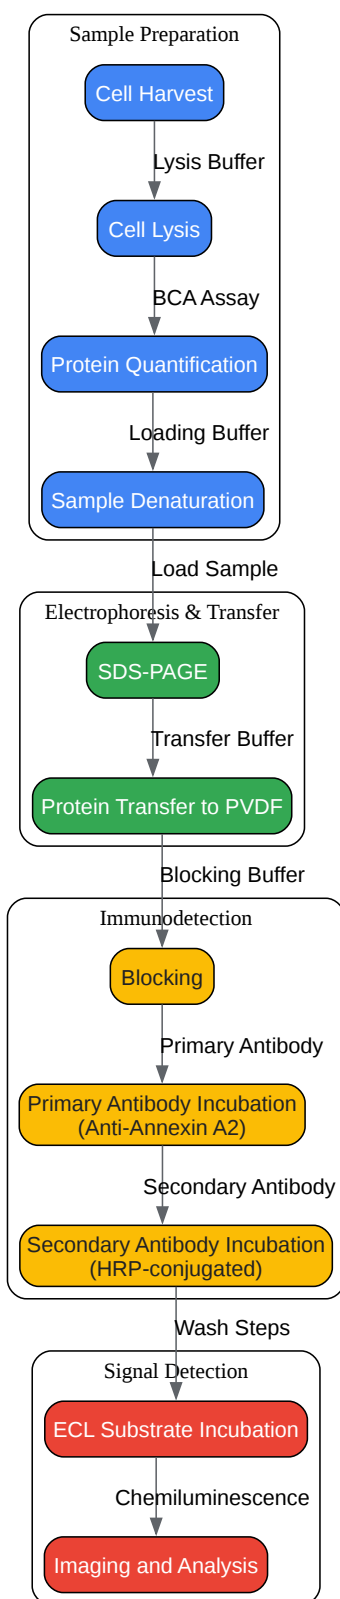 Sample Preparation
Cell Harvest
Lysis Buffer
Cell Lysis
BCA Assay
Protein Quantification
Loading Buffer
Sample Denaturation
Load Sample
Electrophoresis & Transfer
SDS-PAGE
Transfer Buffer
Protein Transfer to PVDF
Blocking Buffer
Immunodetection
Blocking
Primary Antibody
Primary Antibody Incubation
(Anti-Annexin A2)
Secondary Antibody
Secondary Antibody Incubation
(HRP-conjugated)
Wash Steps
Signal Detection
ECL Substrate Incubation
Chemiluminescence
Imaging and Analysis